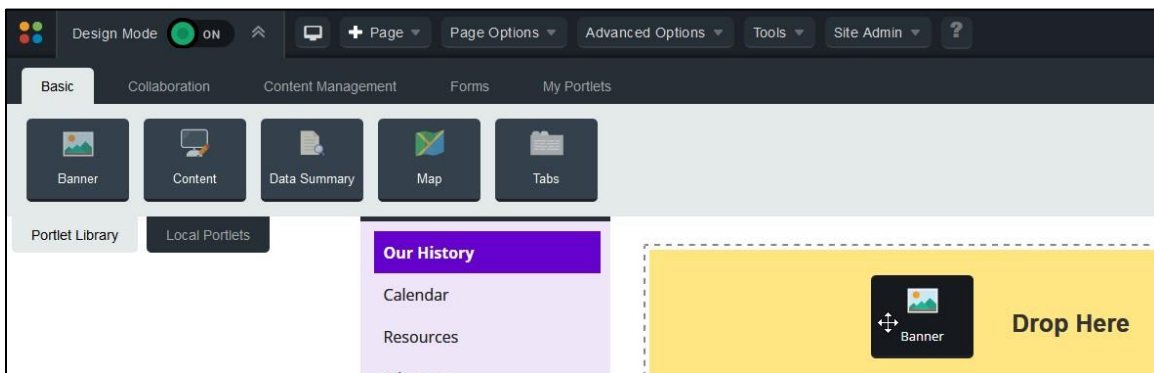 Design Mode ON Page Page Options Advanced Options Tools Site Admin ?
Basic Collaboration Content Management Forms My Portlets
Banner Content Data Summary Map Tabs
Portlet Library Local Portlets
Our History
Calendar
Resources
Banner
Drop Here